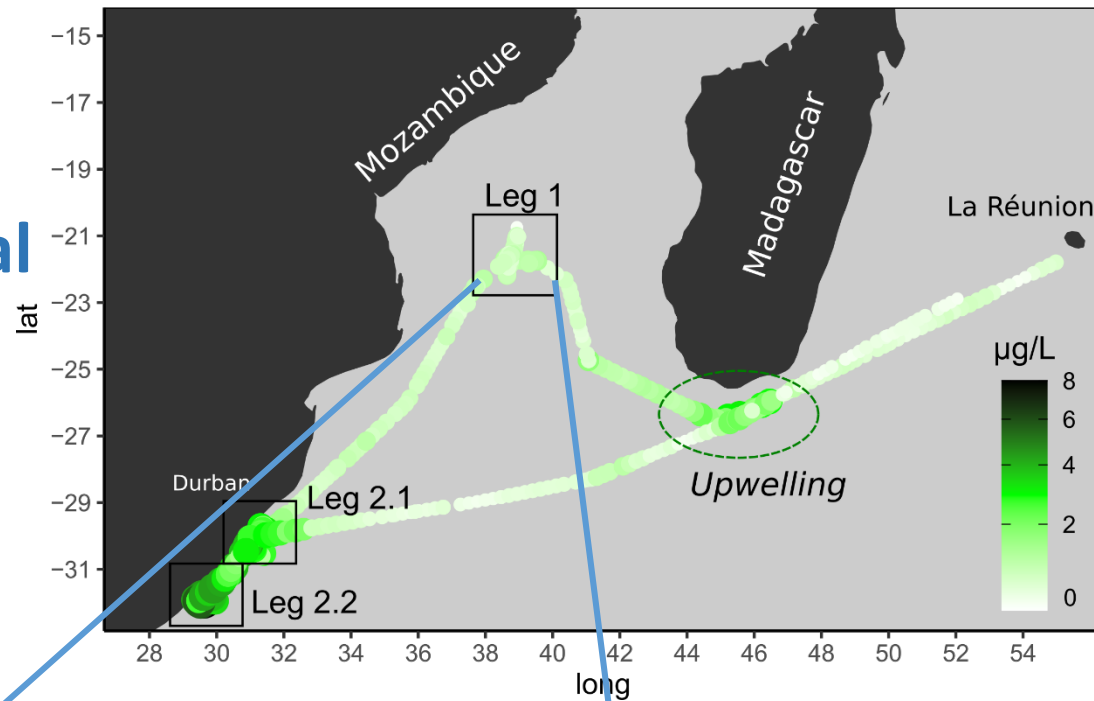 −15
−17
−19
−21
−23
−25
−27
−29
−31
lat
al
Mozambique
Madagascar
Leg 1
La Réunion
Upwelling
Durban
Leg 2.1
Leg 2.2
µg/L
8
6
4
2
0
28 30 32 34 36 38 40 42 44 46 48 50 52 54
long